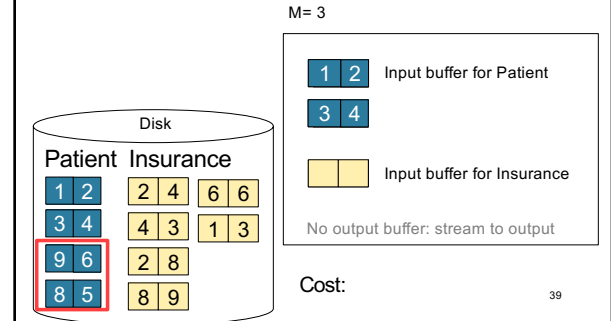 M= 3
1 2 Input buffer for Patient
3 4
Input buffer for Insurance
No output buffer: stream to output
Disk
Patient Insurance
1 2 2 4 6 6
3 4 4 3 1 3
9 6 2 8
8 5 8 9
Cost:
39